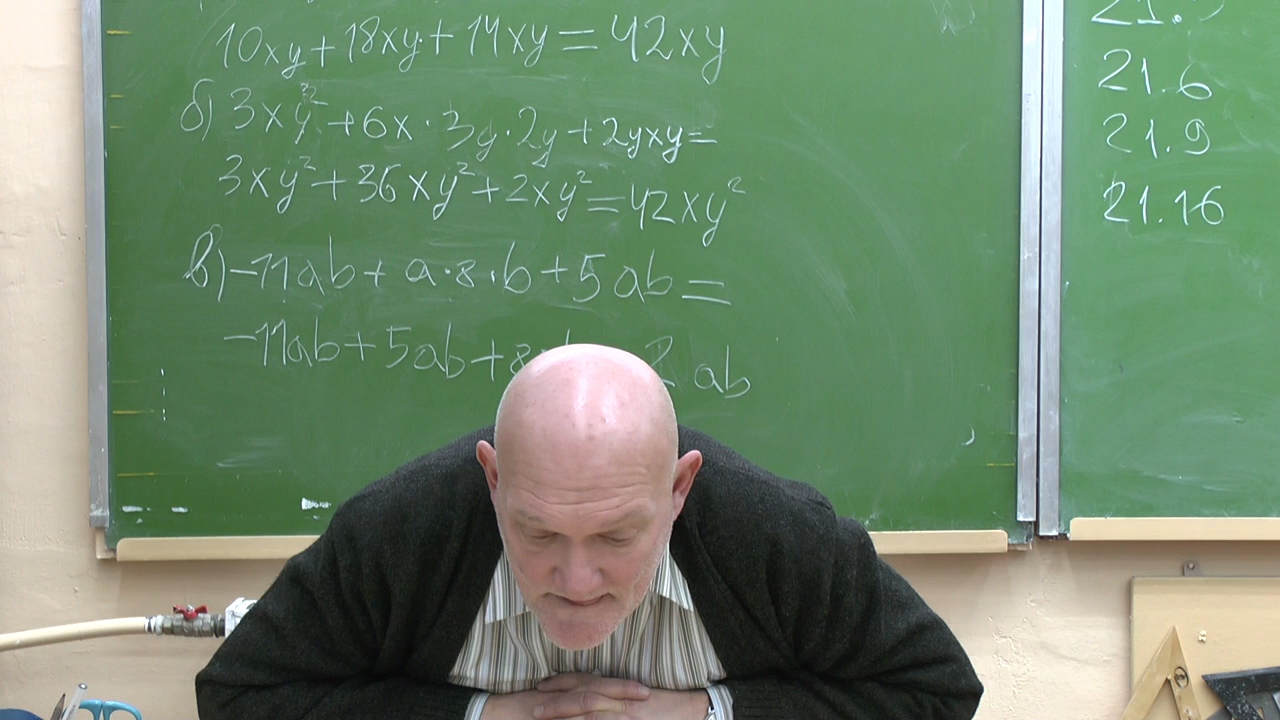 10xy+18xy+14xy=42xy
б) 3xy²+6x·3y·2y+2yxy=
3xy²+36xy²+2xy²=42xy²
в) -11ab+a·8·b+5ab=
-11ab+5ab+8 2 ab
21.6
21.9
21.16